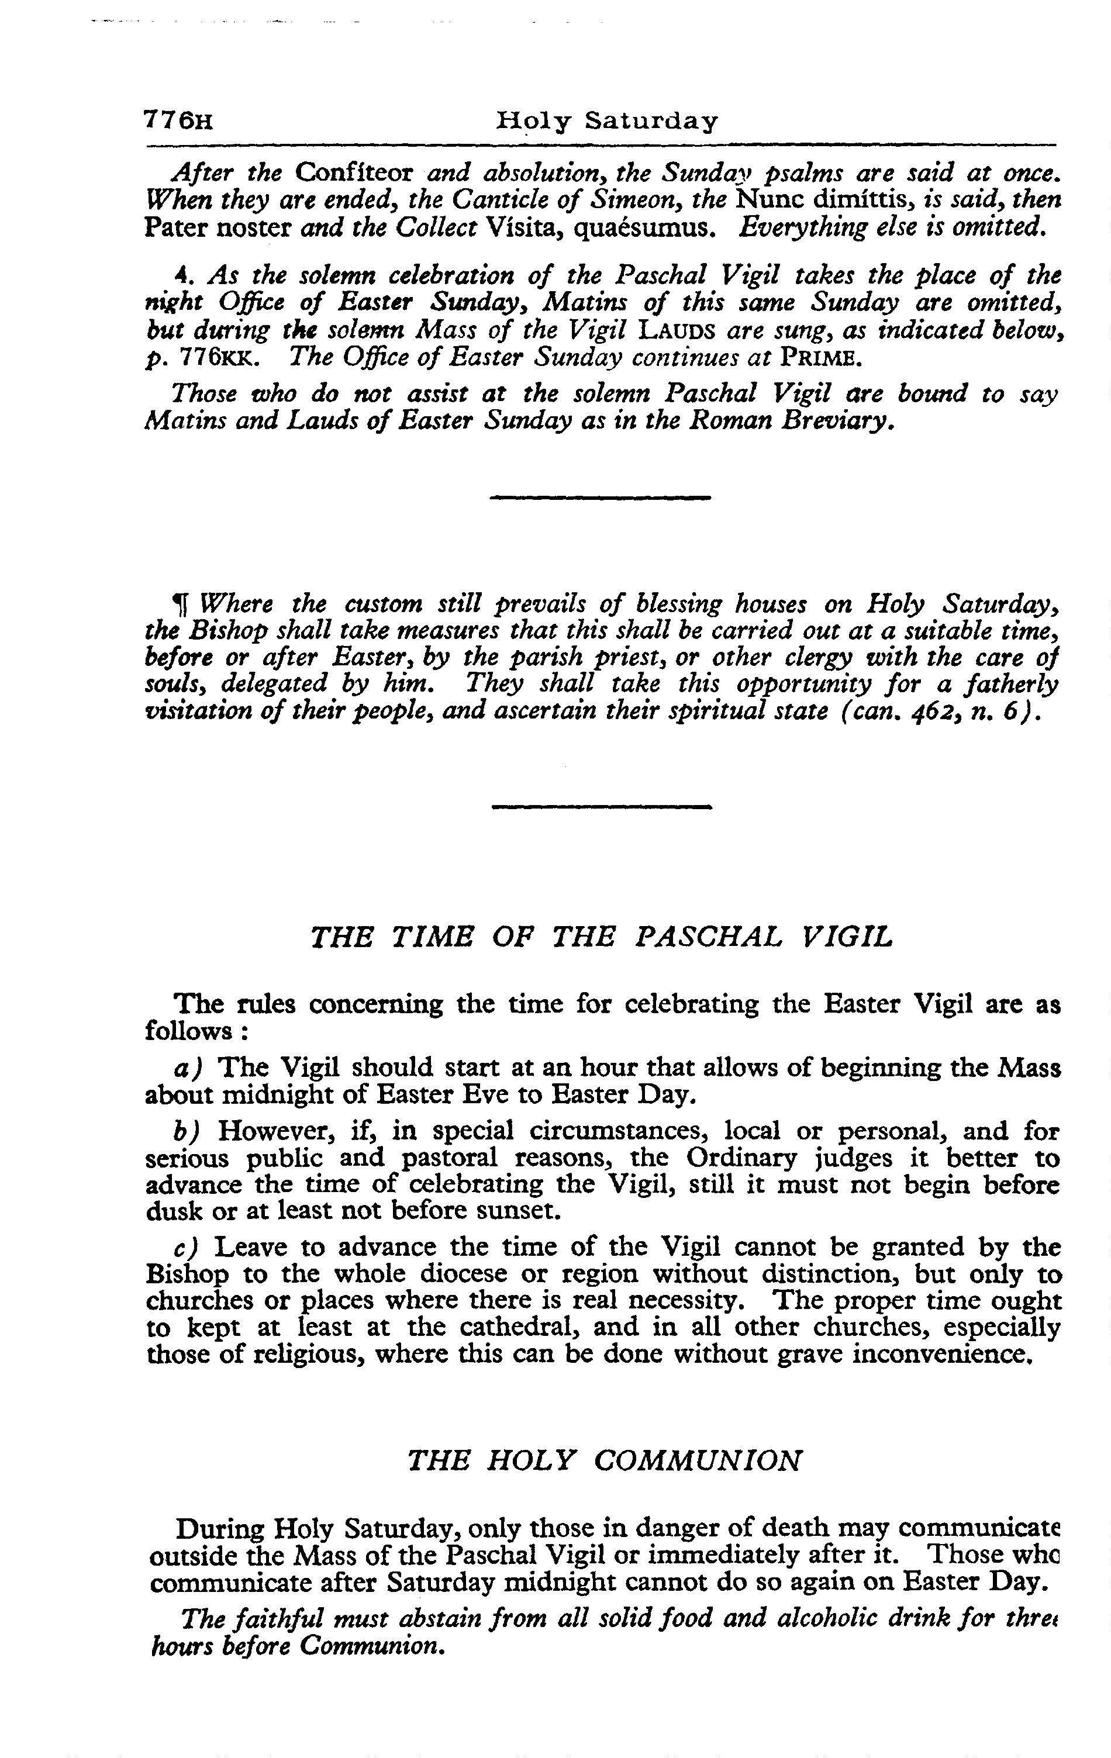 776H Holy Saturday
After the Confíteor and absolution, the Sunday psalms are said at once.
When they are ended, the Canticle of Simeon, the Nunc dimíttis, is said, then
Pater noster and the Collect Vísita, quaésumus. Everything else is omitted.
4. As the solemn celebration of the Paschal Vigil takes the place of the
night Office of Easter Sunday, Matins of this same Sunday are omitted,
but during the solemn Mass of the Vigil LAUDS are sung, as indicated below,
p. 776KK. The Office of Easter Sunday continues at PRIME.
Those who do not assist at the solemn Paschal Vigil are bound to say
Matins and Lauds of Easter Sunday as in the Roman Breviary.
¶ Where the custom still prevails of blessing houses on Holy Saturday,
the Bishop shall take measures that this shall be carried out at a suitable time,
before or after Easter, by the parish priest, or other clergy with the care of
souls, delegated by him. They shall take this opportunity for a fatherly
visitation of their people, and ascertain their spiritual state (can. 462, n. 6).
THE TIME OF THE PASCHAL VIGIL
The rules concerning the time for celebrating the Easter Vigil are as
follows :
a) The Vigil should start at an hour that allows of beginning the Mass
about midnight of Easter Eve to Easter Day.
b) However, if, in special circumstances, local or personal, and for
serious public and pastoral reasons, the Ordinary judges it better to
advance the time of celebrating the Vigil, still it must not begin before
dusk or at least not before sunset.
c) Leave to advance the time of the Vigil cannot be granted by the
Bishop to the whole diocese or region without distinction, but only to
churches or places where there is real necessity. The proper time ought
to kept at least at the cathedral, and in all other churches, especially
those of religious, where this can be done without grave inconvenience.
THE HOLY COMMUNION
During Holy Saturday, only those in danger of death may communicate
outside the Mass of the Paschal Vigil or immediately after it. Those who
communicate after Saturday midnight cannot do so again on Easter Day.
The faithful must abstain from all solid food and alcoholic drink for three
hours before Communion.